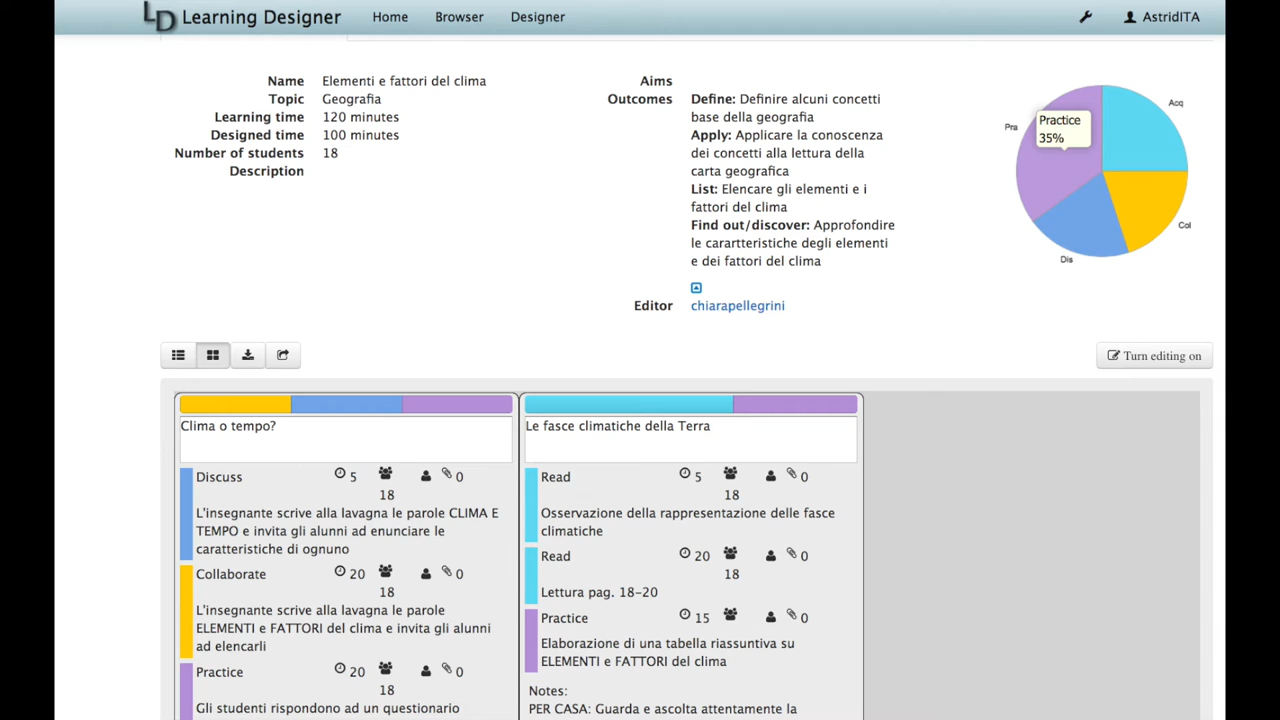 LD Learning Designer Home Browser Designer AstridITA
Name Elementi e fattori del clima
Topic Geografia
Learning time 120 minutes
Designed time 100 minutes
Number of students 18
Description
Aims
Outcomes Define: Definire alcuni concetti
base della geografia
Apply: Applicare la conoscenza
dei concetti alla lettura della
carta geografica
List: Elencare gli elementi e i
fattori del clima
Find out/discover: Approfondire
le carartteristiche degli elementi
e dei fattori del clima
Editor chiarapellegrini
Acq
Pra
Practice
35%
Col
Dis
Turn editing on
Clima o tempo?
Discuss 5 0
18
L'insegnante scrive alla lavagna le parole CLIMA E
TEMPO e invita gli alunni ad enunciare le
caratteristiche di ognuno
Collaborate 20 0
18
L'insegnante scrive alla lavagna le parole
ELEMENTI e FATTORI del clima e invita gli alunni
ad elencarli
Practice 20 0
18
Gli studenti rispondono ad un questionario
Le fasce climatiche della Terra
Read 5 0
18
Osservazione della rappresentazione delle fasce
climatiche
Read 20 0
18
Lettura pag. 18-20
Practice 15 0
Elaborazione di una tabella riassuntiva su
ELEMENTI e FATTORI del clima
Notes:
PER CASA: Guarda e ascolta attentamente la